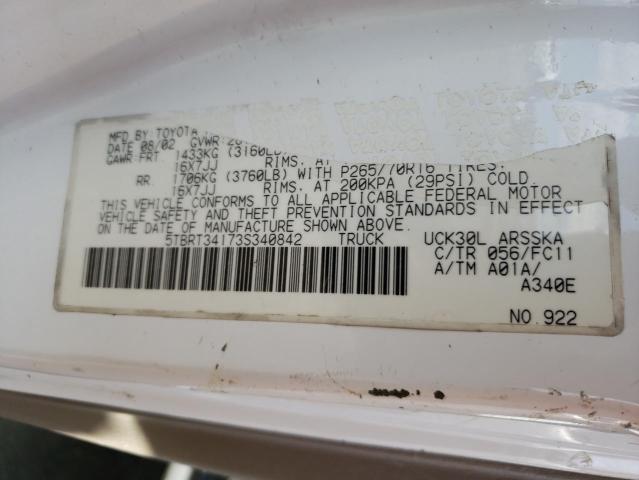 MFD. BY: TOYOTA
DATE 08/02 GVWR
GAWR: FRT 1433KG (3160LB)
16X7JJ RIMS. AT
RR 1706KG (3760LB) WITH P265/70R16 TIRES.
16X7JJ RIMS. AT 200KPA (29PSI) COLD
THIS VEHICLE CONFORMS TO ALL APPLICABLE FEDERAL MOTOR
VEHICLE SAFETY AND THEFT PREVENTION STANDARDS IN EFFECT
ON THE DATE OF MANUFACTURE SHOWN ABOVE.
5TBRT34173S340842 TRUCK UCK30L ARSSKA
C/TR 056/FC11
A/TM A01A/
A340E
NO. 922